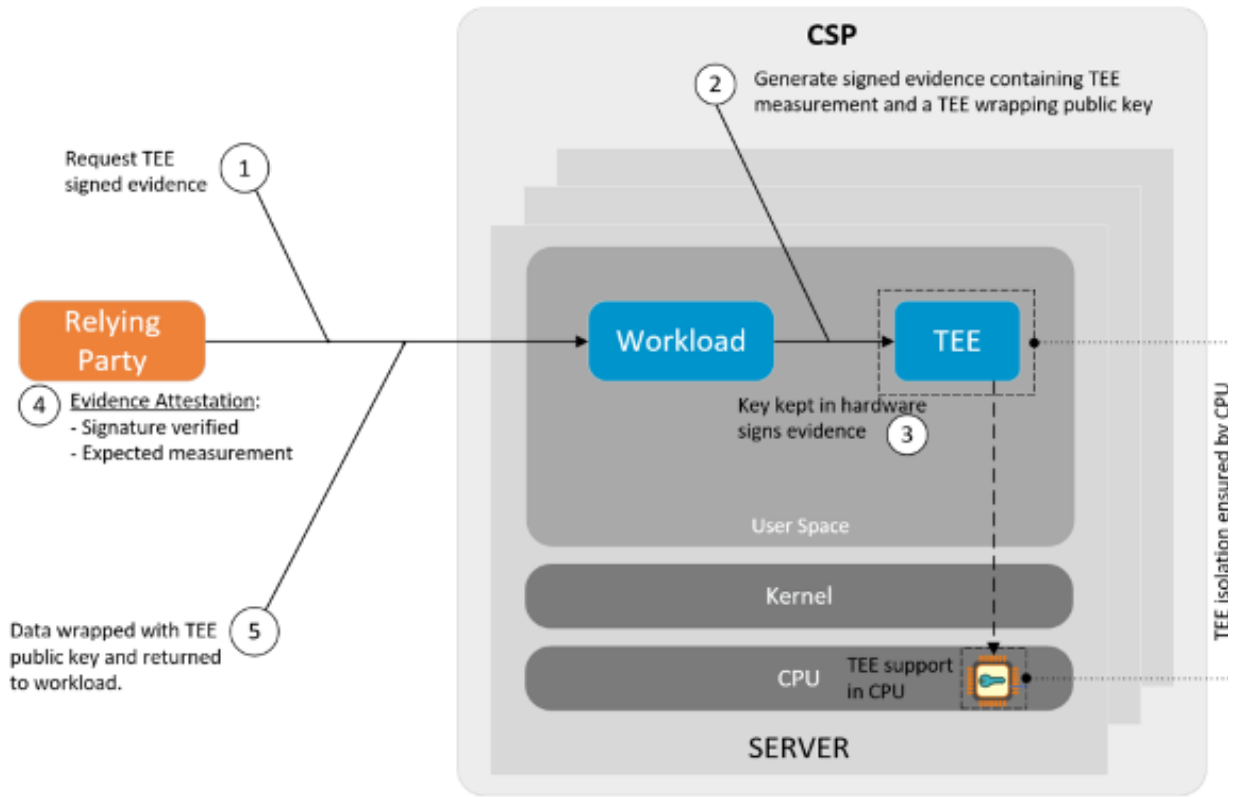 CSP
2
Generate signed evidence containing TEE
measurement and a TEE wrapping public key
Request TEE
signed evidence
1
Relying
Party
Workload
TEE
4
Evidence Attestation:
- Signature verified
- Expected measurement
Key kept in hardware
signs evidence
3
User Space
Kernel
Data wrapped with TEE
public key and returned
to workload.
5
CPU
TEE support
in CPU
SERVER
TEE isolation ensured by CPU